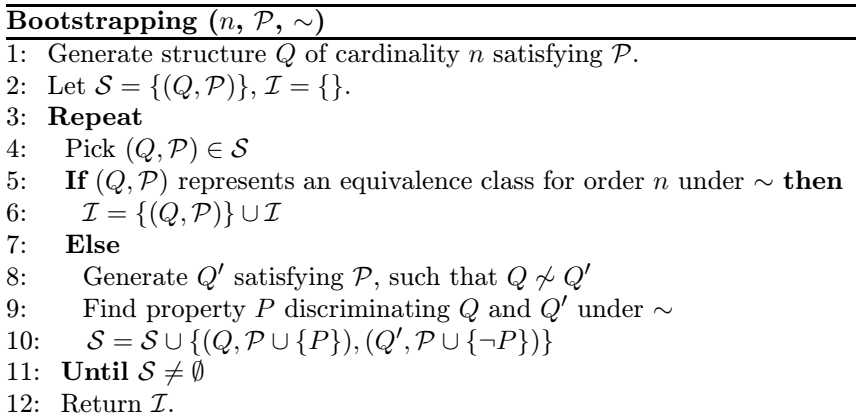 Bootstrapping (n, 𝒫, ∼)
1: Generate structure Q of cardinality n satisfying 𝒫.
2: Let 𝒮 = {(Q, 𝒫)}, ℐ = {}.
3: Repeat
4: Pick (Q, 𝒫) ∈ 𝒮
5: If (Q, 𝒫) represents an equivalence class for order n under ∼ then
6: ℐ = {(Q, 𝒫)} ∪ ℐ
7: Else
8: Generate Q′ satisfying 𝒫, such that Q ≁ Q′
9: Find property P discriminating Q and Q′ under ∼
10: 𝒮 = 𝒮 ∪ {(Q, 𝒫 ∪ {P}), (Q′, 𝒫 ∪ {¬P})}
11: Until 𝒮 ≠ ∅
12: Return ℐ.